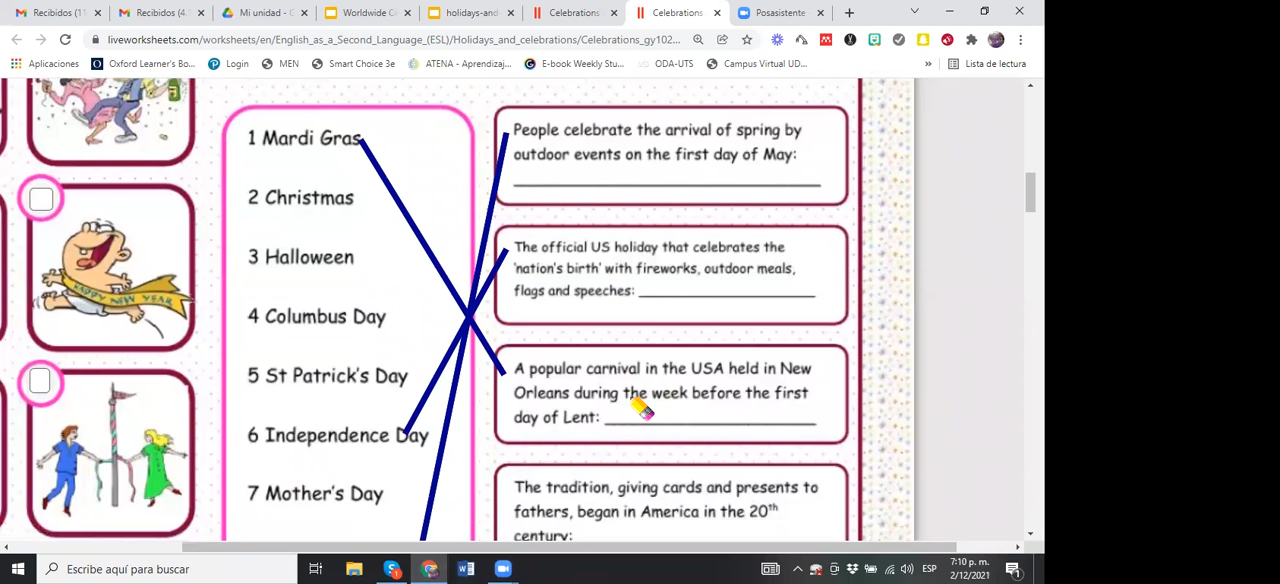 Recibidos (11
Recibidos (4.
Mi unidad - G
Worldwide Ce
holidays-and-
Celebrations
Celebrations
Posasistente
liveworksheets.com/worksheets/en/English_as_a_Second_Language_(ESL)/Holidays_and_celebrations/Celebrations_gy102...
Aplicaciones
Oxford Learner's Bo...
Login
MEN
Smart Choice 3e
ATENA - Aprendizaj...
E-book Weekly Stu...
ODA-UTS
Campus Virtual UD...
»
Lista de lectura
HAPPY NEW YEAR
1 Mardi Gras
2 Christmas
3 Halloween
4 Columbus Day
5 St Patrick's Day
6 Independence Day
7 Mother's Day
People celebrate the arrival of spring by
outdoor events on the first day of May:
The official US holiday that celebrates the
'nation's birth' with fireworks, outdoor meals,
flags and speeches:
A popular carnival in the USA held in New
Orleans during the week before the first
day of Lent:
The tradition, giving cards and presents to
fathers, began in America in the 20th
century:
Escribe aquí para buscar
ESP
7:10 p. m.
2/12/2021
1